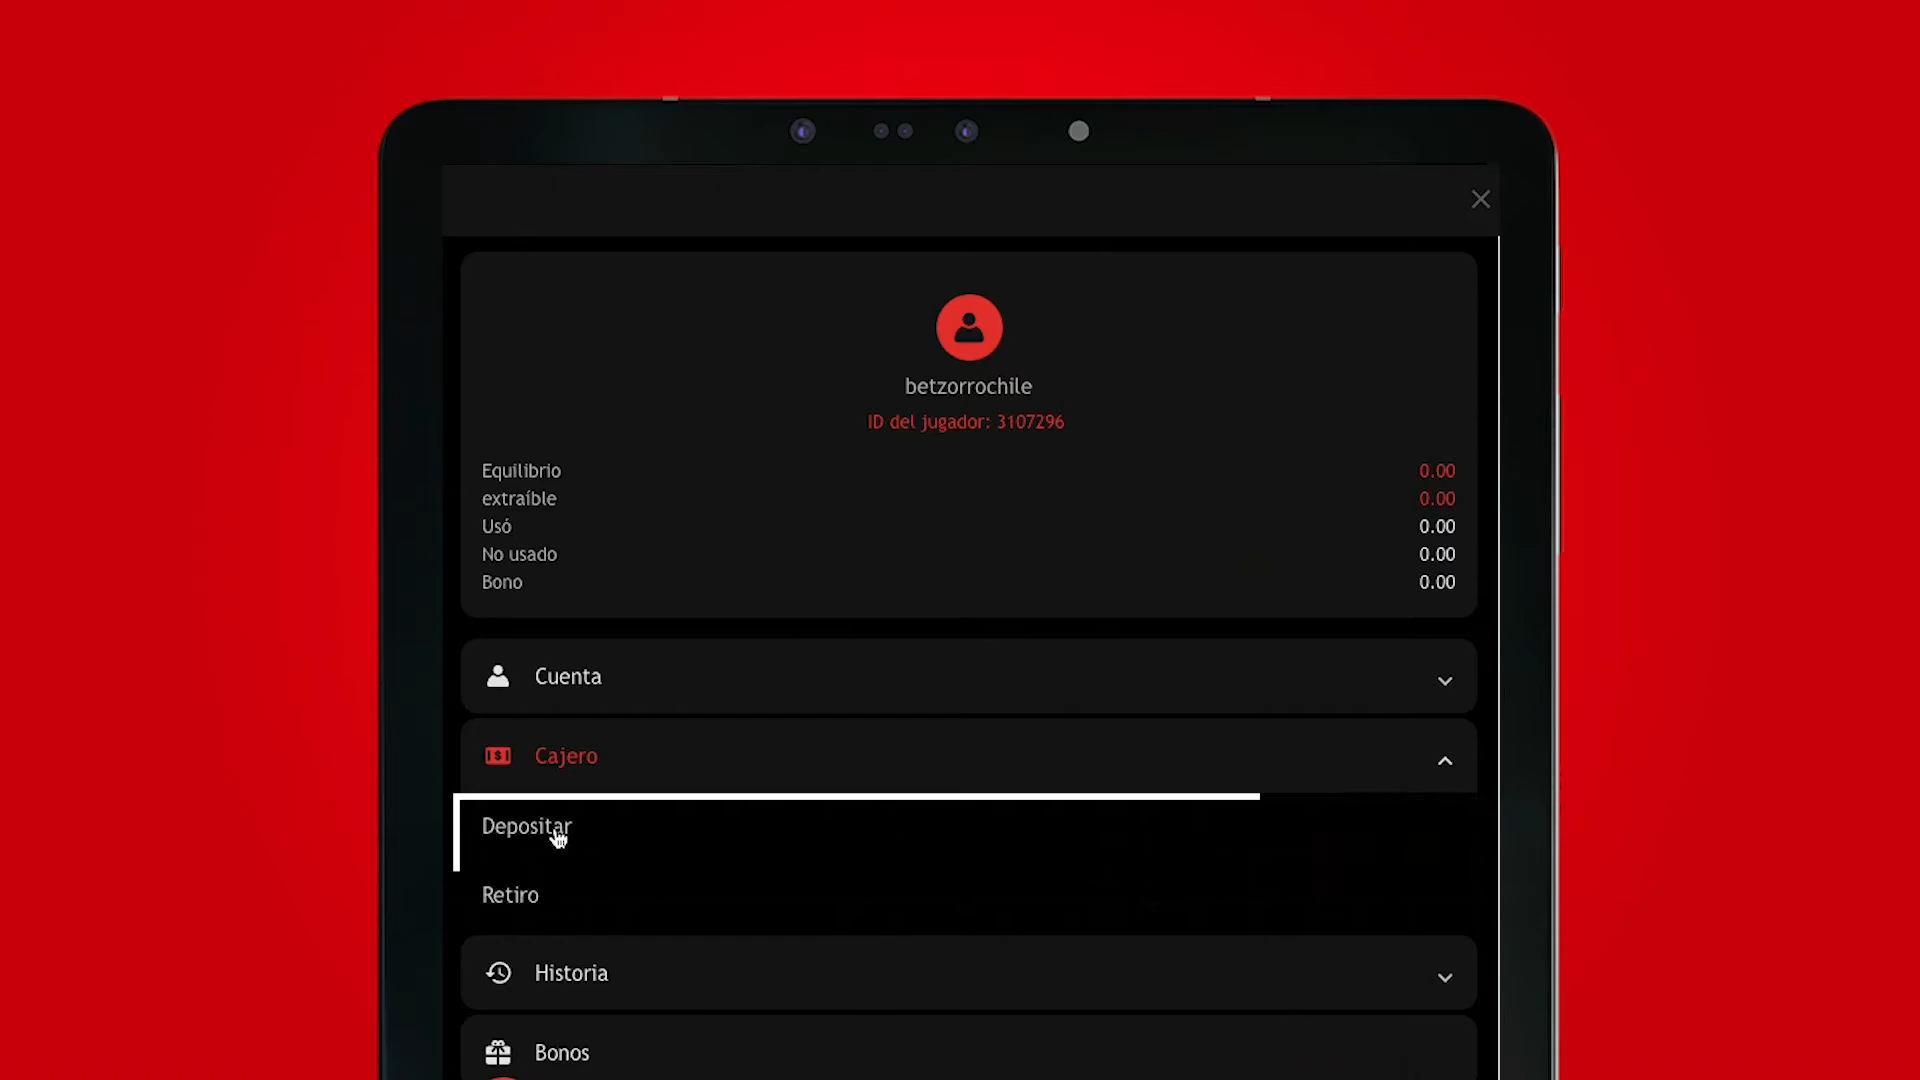 betzorrochile
ID del jugador: 3107296
Equilibrio 0.00
extraíble 0.00
Usó 0.00
No usado 0.00
Bono 0.00
Cuenta
Cajero
Depositar
Retiro
Historia
Bonos